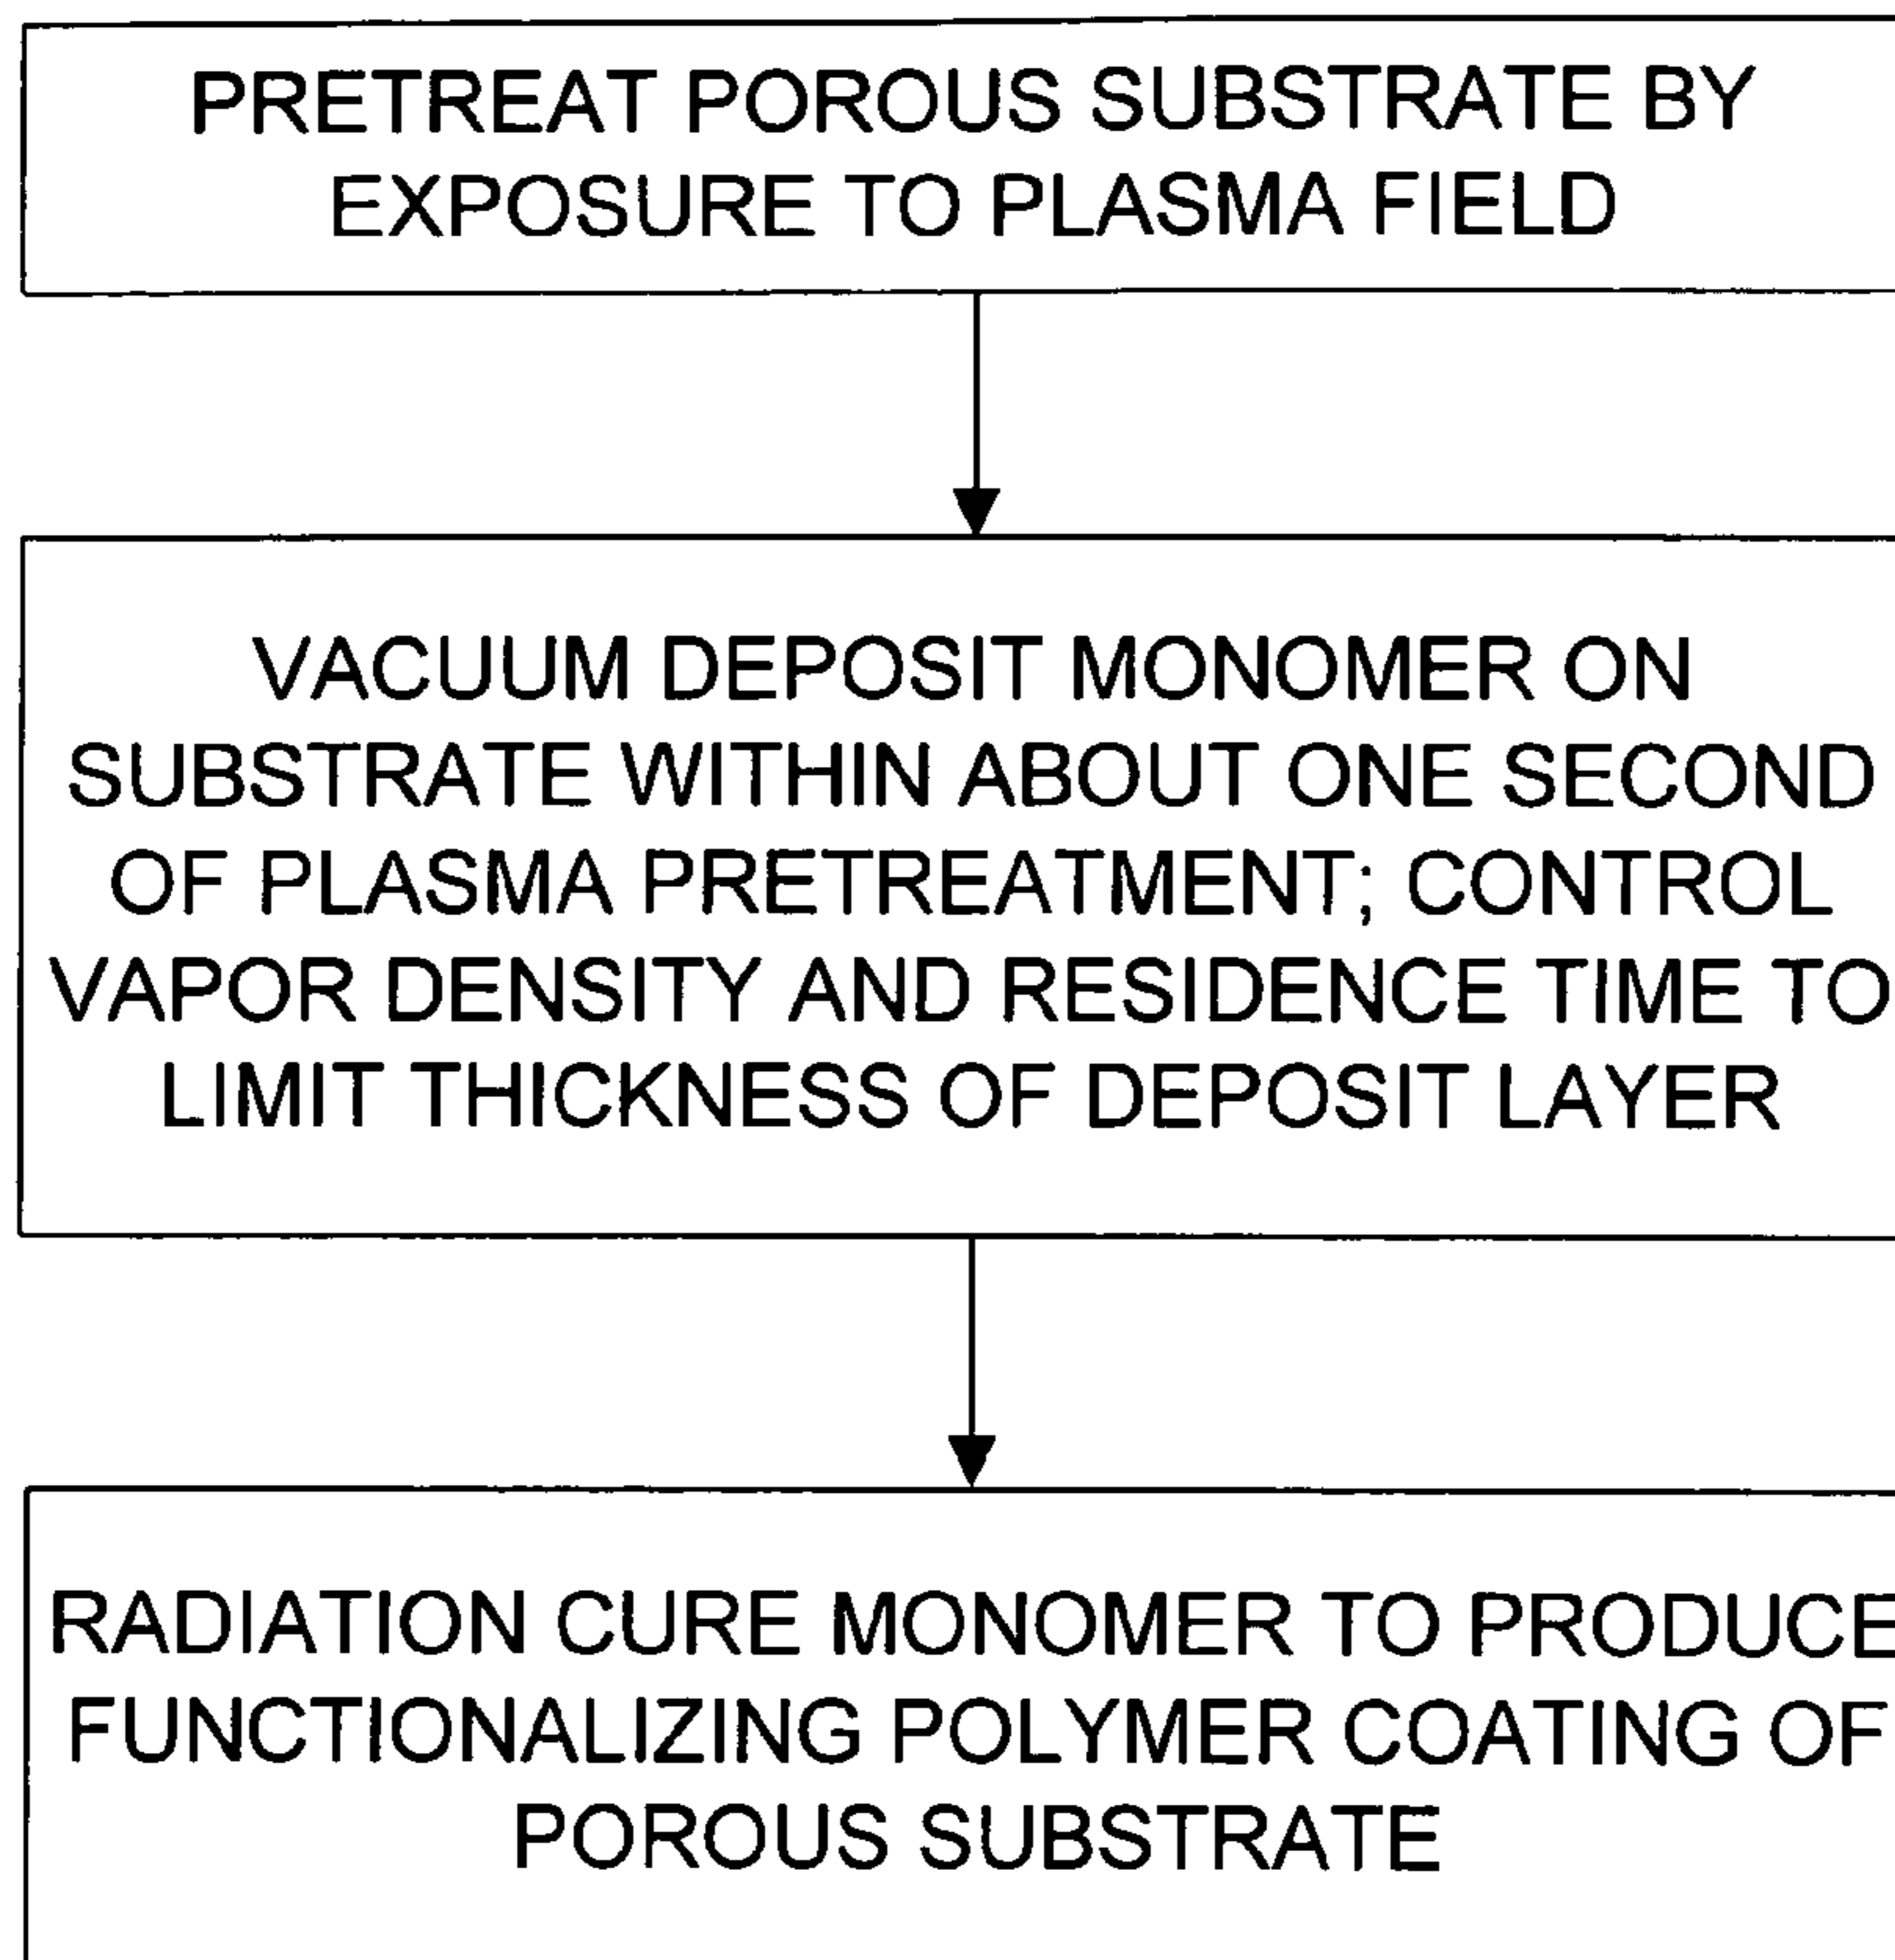 PRETREAT POROUS SUBSTRATE BY
EXPOSURE TO PLASMA FIELD
VACUUM DEPOSIT MONOMER ON
SUBSTRATE WITHIN ABOUT ONE SECOND
OF PLASMA PRETREATMENT; CONTROL
VAPOR DENSITY AND RESIDENCE TIME TO
LIMIT THICKNESS OF DEPOSIT LAYER
RADIATION CURE MONOMER TO PRODUCE
FUNCTIONALIZING POLYMER COATING OF
POROUS SUBSTRATE